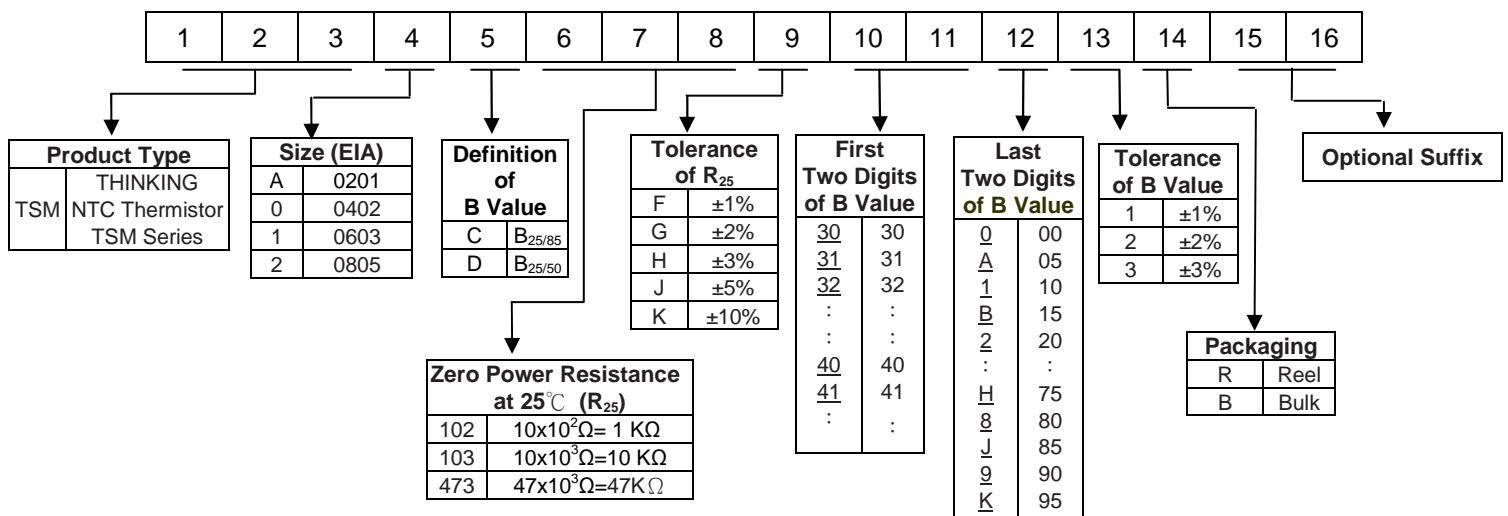 1 2 3 4 5 6 7 8 9 10 11 12 13 14 15 16
Product Type
TSM THINKING
NTC Thermistor
TSM Series
Size (EIA)
A 0201
0 0402
1 0603
2 0805
Definition
of
B Value
C B25/85
D B25/50
Zero Power Resistance
at 25℃ (R25)
102 10x10²Ω= 1 KΩ
103 10x10³Ω=10 KΩ
473 47x10³Ω=47KΩ
Tolerance
of R25
F ±1%
G ±2%
H ±3%
J ±5%
K ±10%
First
Two Digits
of B Value
30 30
31 31
32 32
: :
: :
40 40
41 41
: :
Last
Two Digits
of B Value
0 00
A 05
1 10
B 15
2 20
: :
H 75
8 80
J 85
9 90
K 95
Tolerance
of B Value
1 ±1%
2 ±2%
3 ±3%
Packaging
R Reel
B Bulk
Optional Suffix